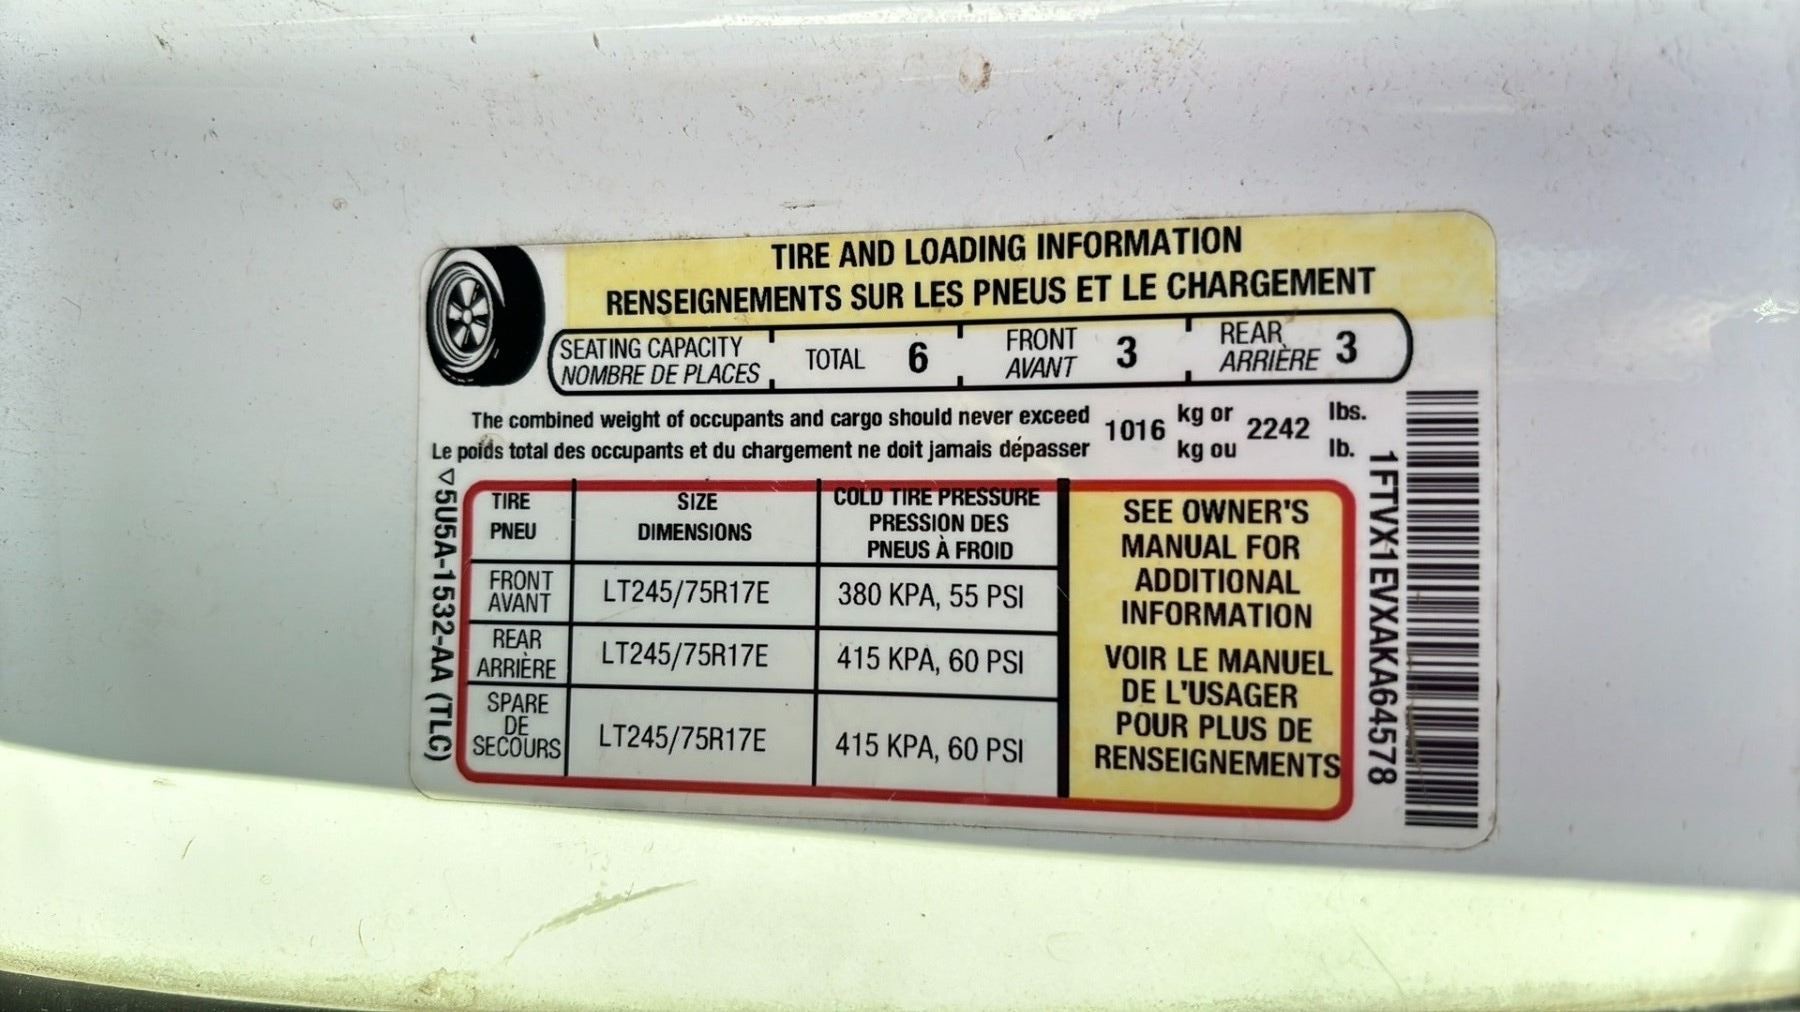 TIRE AND LOADING INFORMATION
RENSEIGNEMENTS SUR LES PNEUS ET LE CHARGEMENT
SEATING CAPACITY
NOMBRE DE PLACES
TOTAL 6
FRONT
AVANT
3
REAR
ARRIÈRE
3
The combined weight of occupants and cargo should never exceed
Le poids total des occupants et du chargement ne doit jamais dépasser
1016
kg or
kg ou
2242
lbs.
lb.
TIRE
PNEU
SIZE
DIMENSIONS
COLD TIRE PRESSURE
PRESSION DES
PNEUS À FROID
FRONT
AVANT
LT245/75R17E
380 KPA, 55 PSI
REAR
ARRIÈRE
LT245/75R17E
415 KPA, 60 PSI
SPARE
DE
SECOURS
LT245/75R17E
415 KPA, 60 PSI
SEE OWNER'S
MANUAL FOR
ADDITIONAL
INFORMATION
VOIR LE MANUEL
DE L'USAGER
POUR PLUS DE
RENSEIGNEMENTS
▽5U5A-1532-AA (TLC)
1FTVX1EVXAKA64578